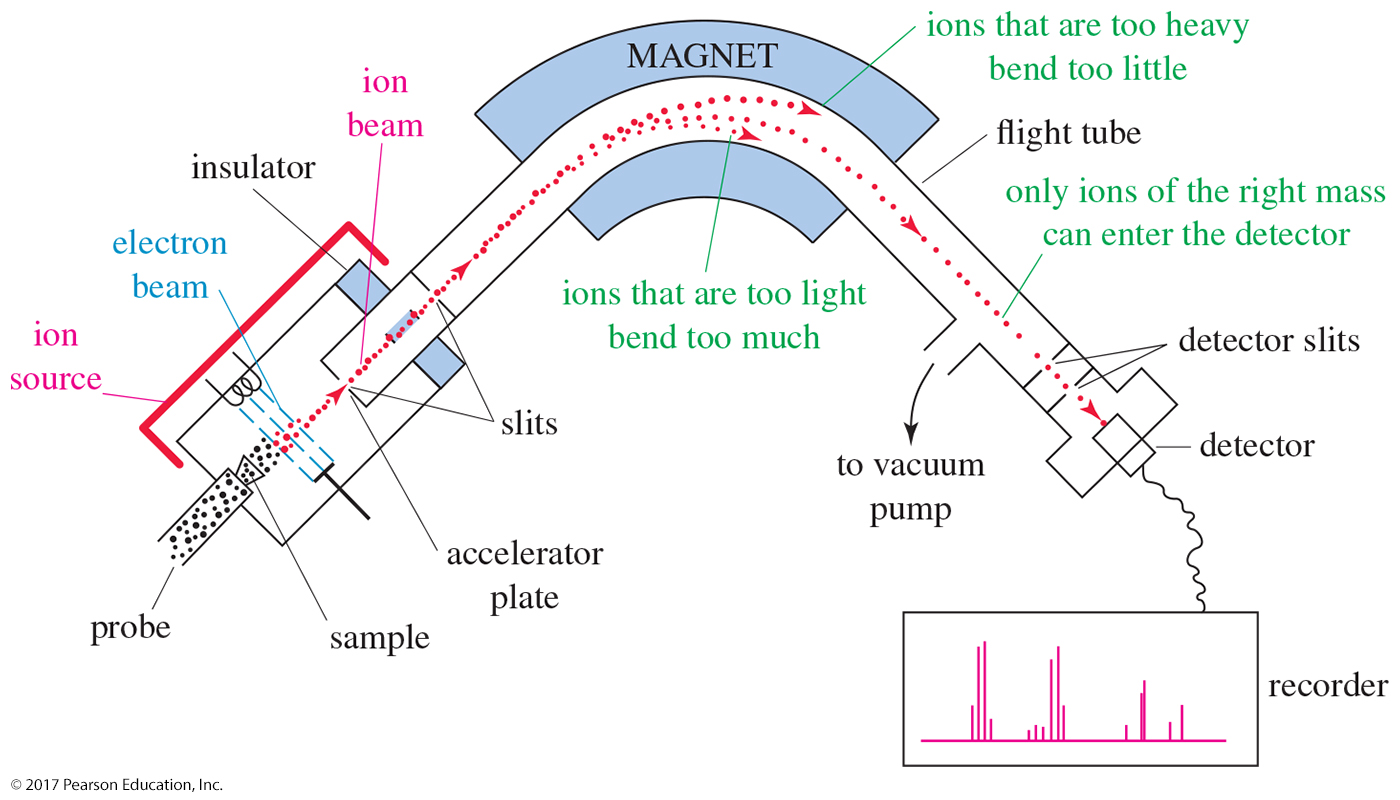 MAGNET
ions that are too heavy
bend too little
ion
beam
flight tube
insulator
only ions of the right mass
can enter the detector
electron
beam
ions that are too light
bend too much
ion
source
detector slits
slits
detector
to vacuum
pump
accelerator
plate
probe
sample
recorder
© 2017 Pearson Education, Inc.